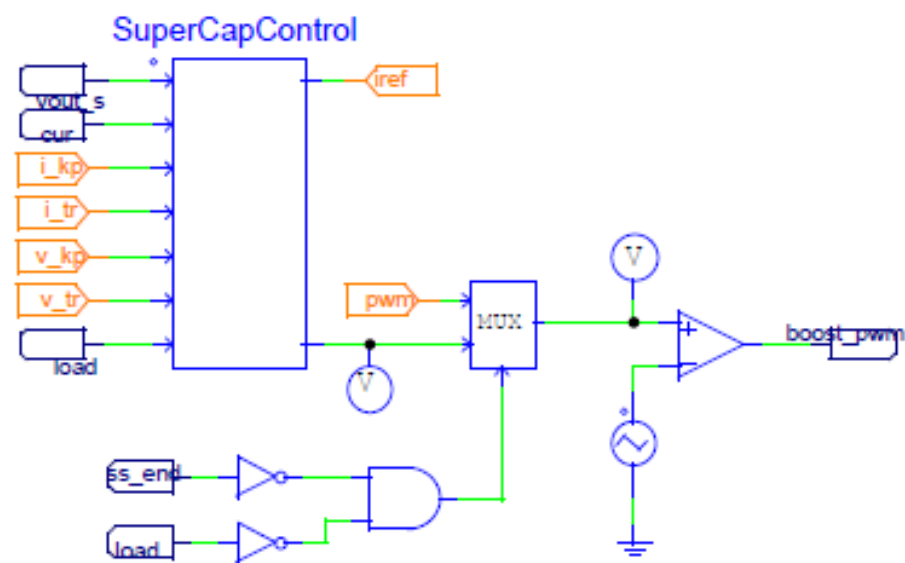 SuperCapControl
vout_s
iref
cur
i_kp
i_tr
v_kp
V
v_tr
pwm
MUX
+
boost_pwm
load
V
−
ss_end
load